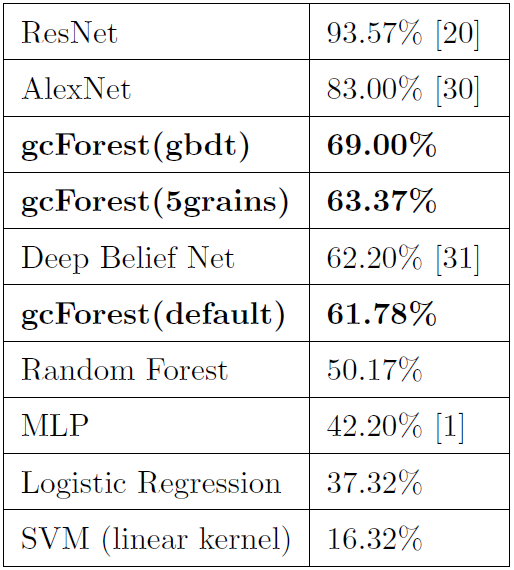 ResNet 93.57% [20]
AlexNet 83.00% [30]
gcForest(gbdt) 69.00%
gcForest(5grains) 63.37%
Deep Belief Net 62.20% [31]
gcForest(default) 61.78%
Random Forest 50.17%
MLP 42.20% [1]
Logistic Regression 37.32%
SVM (linear kernel) 16.32%